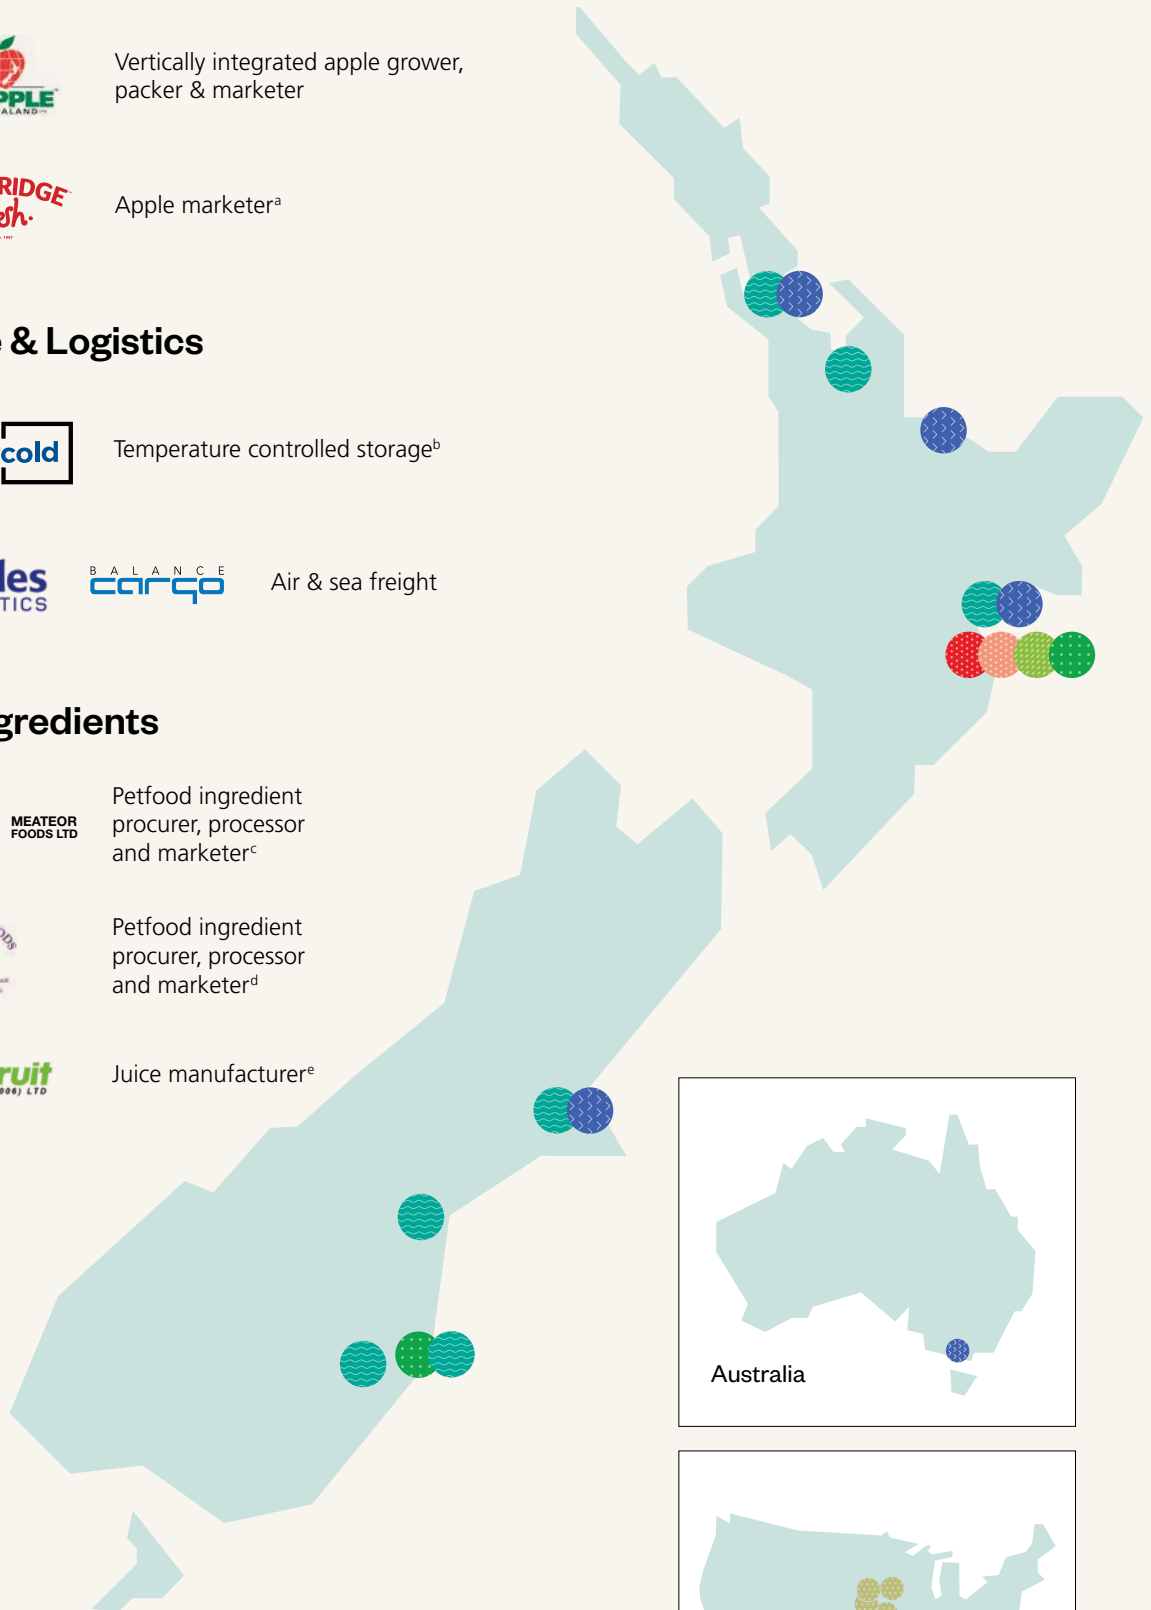 Vertically integrated apple grower,
packer & marketer
Apple marketerᵃ
& Logistics
cold
Temperature controlled storageᵇ
BALANCE
cargo
Air & sea freight
MEATEOR
FOODS LTD
Petfood ingredient
procurer, processor
and marketerᶜ
Petfood ingredient
procurer, processor
and marketerᵈ
Juice manufacturerᵉ
Australia